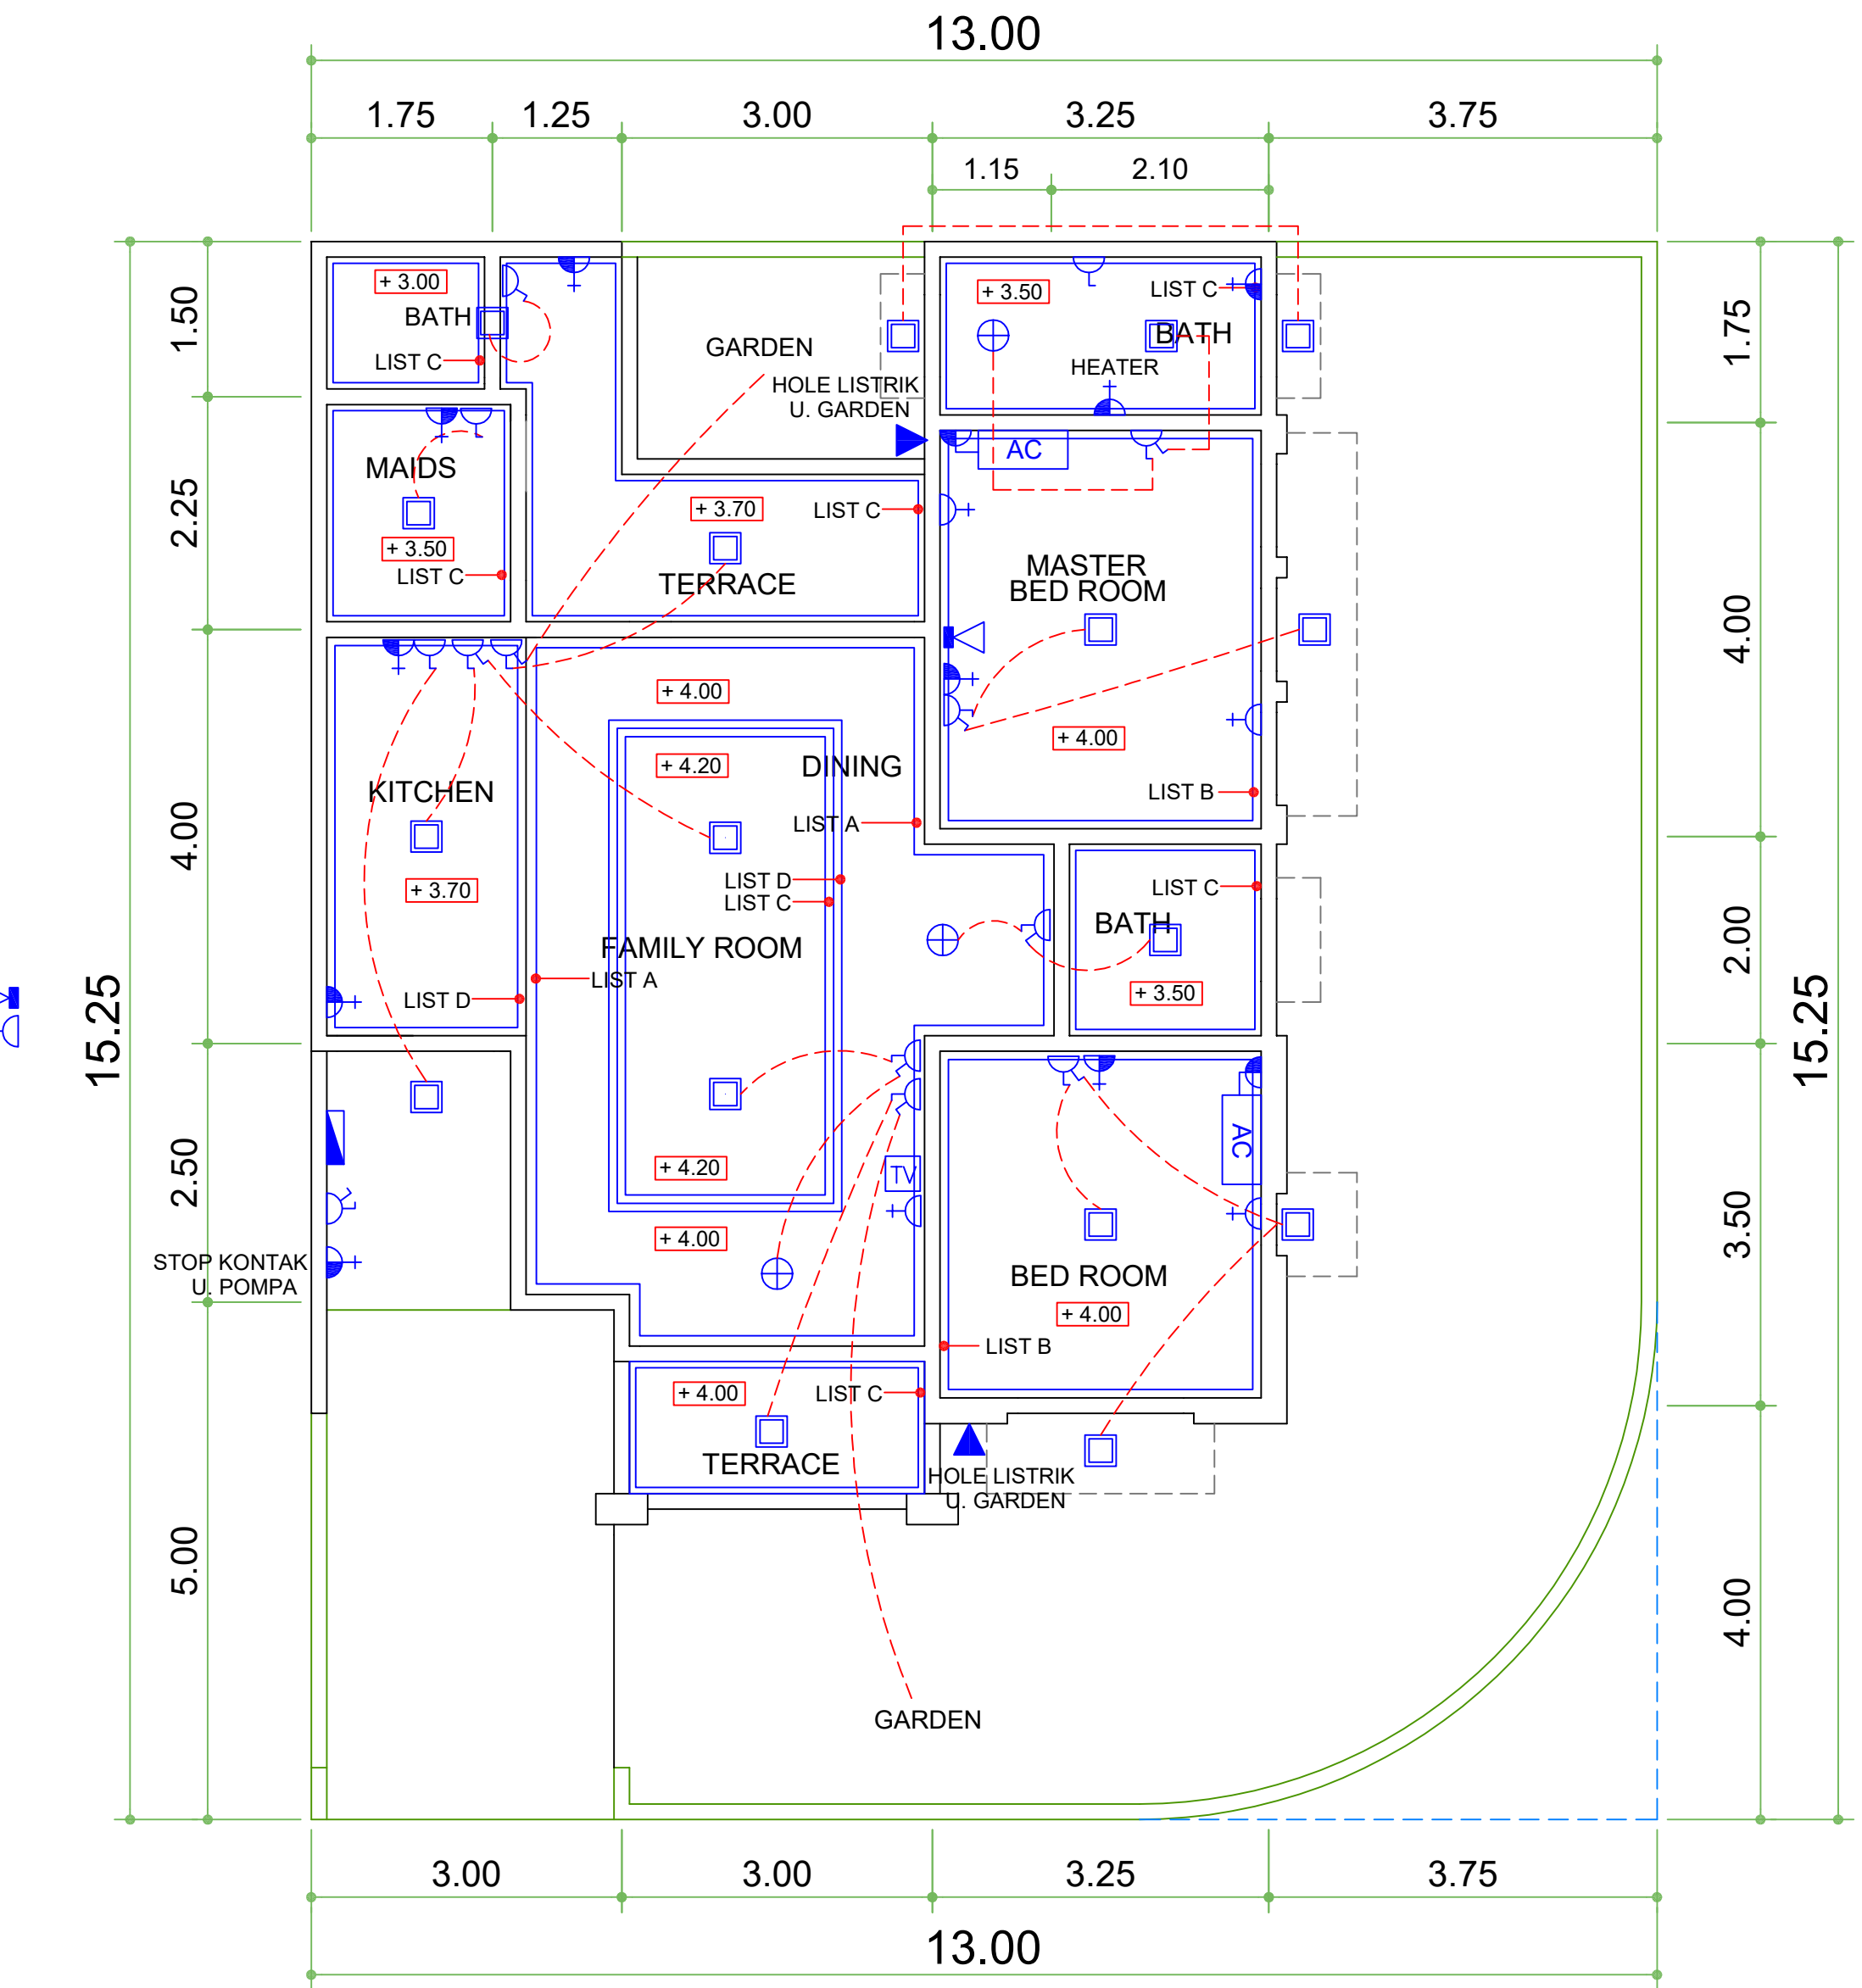 13.00
1.75
1.25
3.00
3.25
3.75
1.15
2.10
+ 3.00
BATH
LIST C
GARDEN
HOLE LISTRIK
U. GARDEN
+ 3.50
LIST C
BATH
HEATER
AC
1.50
1.75
MAIDS
+ 3.50
LIST C
+ 3.70
LIST C
TERRACE
MASTER
BED ROOM
2.25
4.00
+ 4.00
+ 4.20
DINING
+ 4.00
LIST B
KITCHEN
LIST A
+ 3.70
LIST D
LIST C
LIST C
BATH
FAMILY ROOM
LIST A
LIST D
+ 3.50
4.00
2.00
15.25
15.25
+ 4.20
TV
AC
+ 4.00
2.50
3.50
STOP KONTAK
U. POMPA
BED ROOM
+ 4.00
LIST B
+ 4.00
LIST C
TERRACE
HOLE LISTRIK
U. GARDEN
5.00
4.00
GARDEN
3.00
3.00
3.25
3.75
13.00